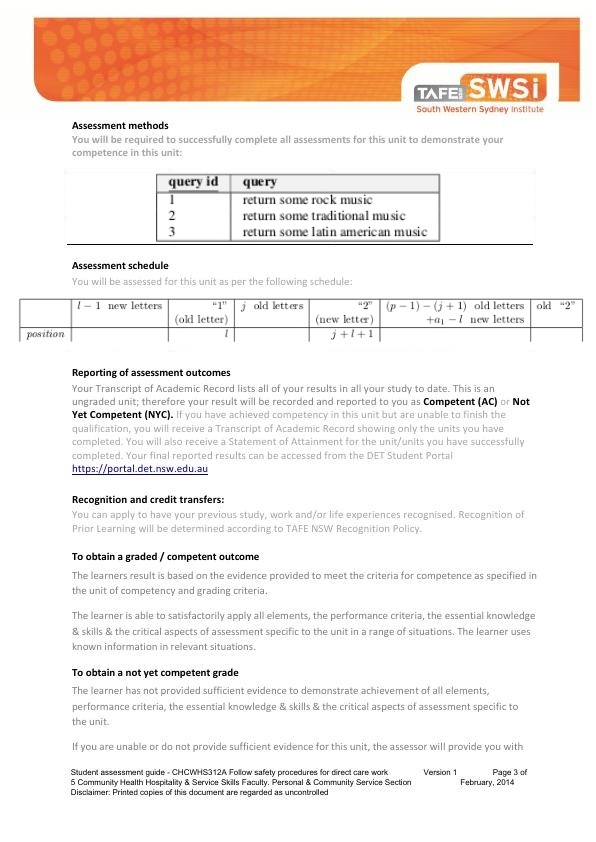 TAFE NSW SWSi
South Western Sydney Institute
Assessment methods
You will be required to successfully complete all assessments for this unit to demonstrate your
competence in this unit:
query id query
1 return some rock music
2 return some traditional music
3 return some latin american music
Assessment schedule
You will be assessed for this unit as per the following schedule:
l − 1 new letters "1" j old letters "2" (p − 1) − (j + 1) old letters old "2"
(old letter) (new letter) +a₁ − l new letters
position l j + l + 1
Reporting of assessment outcomes
Your Transcript of Academic Record lists all of your results in all your study to date. This is an
ungraded unit; therefore your result will be recorded and reported to you as Competent (AC) or Not
Yet Competent (NYC). If you have achieved competency in this unit but are unable to finish the
qualification, you will receive a Transcript of Academic Record showing only the units you have
completed. You will also receive a Statement of Attainment for the unit/units you have successfully
completed. Your final reported results can be accessed from the DET Student Portal
https://portal.det.nsw.edu.au
Recognition and credit transfers:
You can apply to have your previous study, work and/or life experiences recognised. Recognition of
Prior Learning will be determined according to TAFE NSW Recognition Policy.
To obtain a graded / competent outcome
The learners result is based on the evidence provided to meet the criteria for competence as specified in
the unit of competency and grading criteria.
The learner is able to satisfactorily apply all elements, the performance criteria, the essential knowledge
& skills & the critical aspects of assessment specific to the unit in a range of situations. The learner uses
known information in relevant situations.
To obtain a not yet competent grade
The learner has not provided sufficient evidence to demonstrate achievement of all elements,
performance criteria, the essential knowledge & skills & the critical aspects of assessment specific to
the unit.
If you are unable or do not provide sufficient evidence for this unit, the assessor will provide you with
Student assessment guide - CHCWHS312A Follow safety procedures for direct care work Version 1 Page 3 of
5 Community Health Hospitality & Service Skills Faculty. Personal & Community Service Section February, 2014
Disclaimer: Printed copies of this document are regarded as uncontrolled